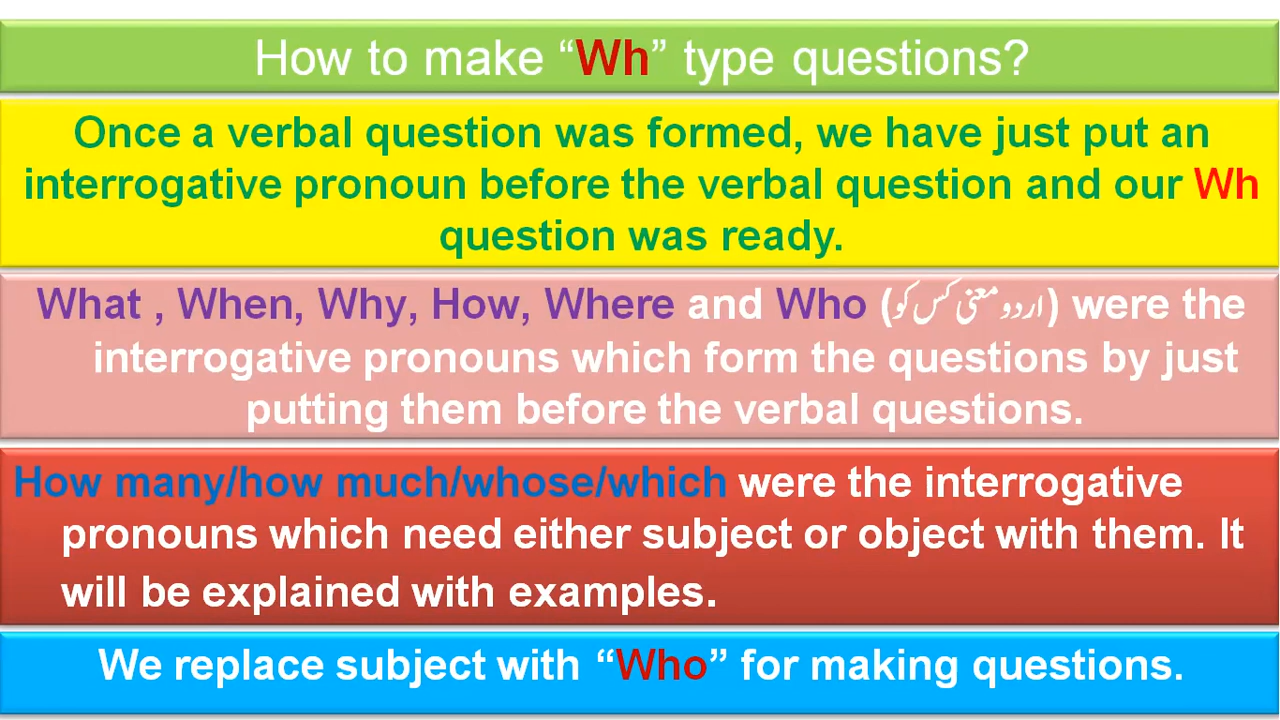 How to make “Wh” type questions?
Once a verbal question was formed, we have just put an
interrogative pronoun before the verbal question and our Wh
question was ready.
What , When, Why, How, Where and Who (اردو معنی کس کو) were the
interrogative pronouns which form the questions by just
putting them before the verbal questions.
How many/how much/whose/which were the interrogative
pronouns which need either subject or object with them. It
will be explained with examples.
We replace subject with “Who” for making questions.